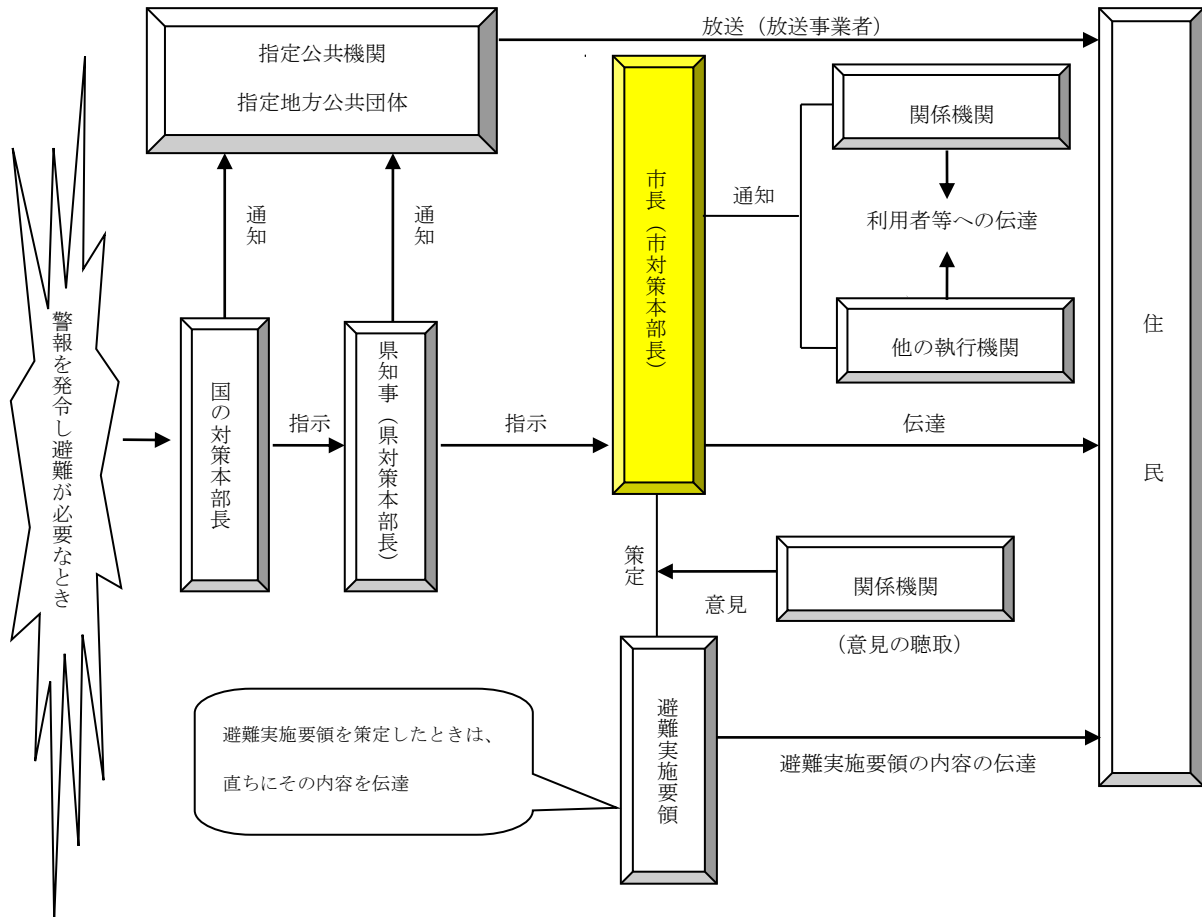 放送（放送事業者）
指定公共機関
指定地方公共団体
通知
通知
警報を発令し避難が必要なとき
国の対策本部長
指示
県知事（県対策本部長）
指示
市長（市対策本部長）
通知
関係機関
利用者等への伝達
他の執行機関
伝達
住民
策定
意見
関係機関
（意見の聴取）
避難実施要領
避難実施要領の内容の伝達
避難実施要領を策定したときは、
直ちにその内容を伝達